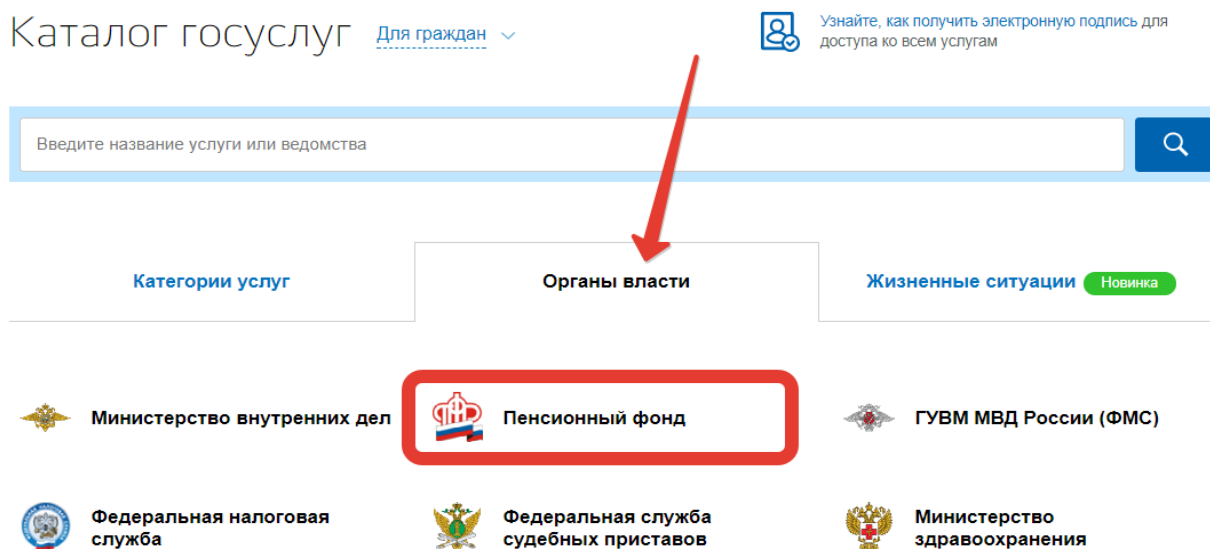 Каталог госуслуг Для граждан
Узнайте, как получить электронную подпись для
доступа ко всем услугам
Введите название услуги или ведомства
Категории услуг
Органы власти
Жизненные ситуации Новинка
Министерство внутренних дел
Пенсионный фонд
ГУВМ МВД России (ФМС)
Федеральная налоговая
служба
Федеральная служба
судебных приставов
Министерство
здравоохранения